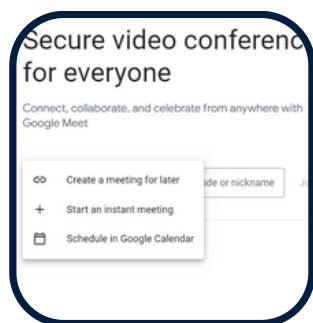 Secure video conferenc
for everyone
Connect, collaborate, and celebrate from anywhere with
Google Meet
Create a meeting for later
ode or nickname
Jo
Start an instant meeting
Schedule in Google Calendar